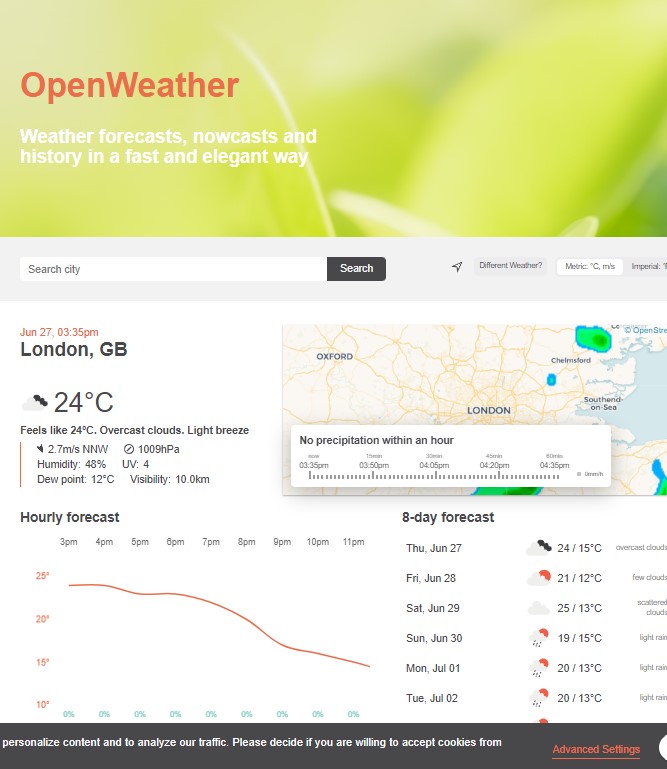 OpenWeather
Weather forecasts, nowcasts and
history in a fast and elegant way
Search city
Search
Different Weather?
Metric: °C, m/s
Imperial: °F
Jun 27, 03:35pm
London, GB
24°C
Feels like 24°C. Overcast clouds. Light breeze
2.7m/s NNW
1009hPa
Humidity: 48%
UV: 4
Dew point: 12°C
Visibility: 10.0km
© OpenStre
OXFORD
Chelmsford
LONDON
Southend-
on-Sea
No precipitation within an hour
now 15min 30min 45min 60min
03:35pm 03:50pm 04:05pm 04:20pm 04:35pm
0mm/h
Hourly forecast
3pm 4pm 5pm 6pm 7pm 8pm 9pm 10pm 11pm
25°
20°
15°
10°
0% 0% 0% 0% 0% 0% 0% 0% 0%
8-day forecast
Thu, Jun 27 24 / 15°C overcast clouds
Fri, Jun 28 21 / 12°C few clouds
Sat, Jun 29 25 / 13°C scattered
clouds
Sun, Jun 30 19 / 15°C light rain
Mon, Jul 01 20 / 13°C light rain
Tue, Jul 02 20 / 13°C light rain
personalize content and to analyze our traffic. Please decide if you are willing to accept cookies from
Advanced Settings